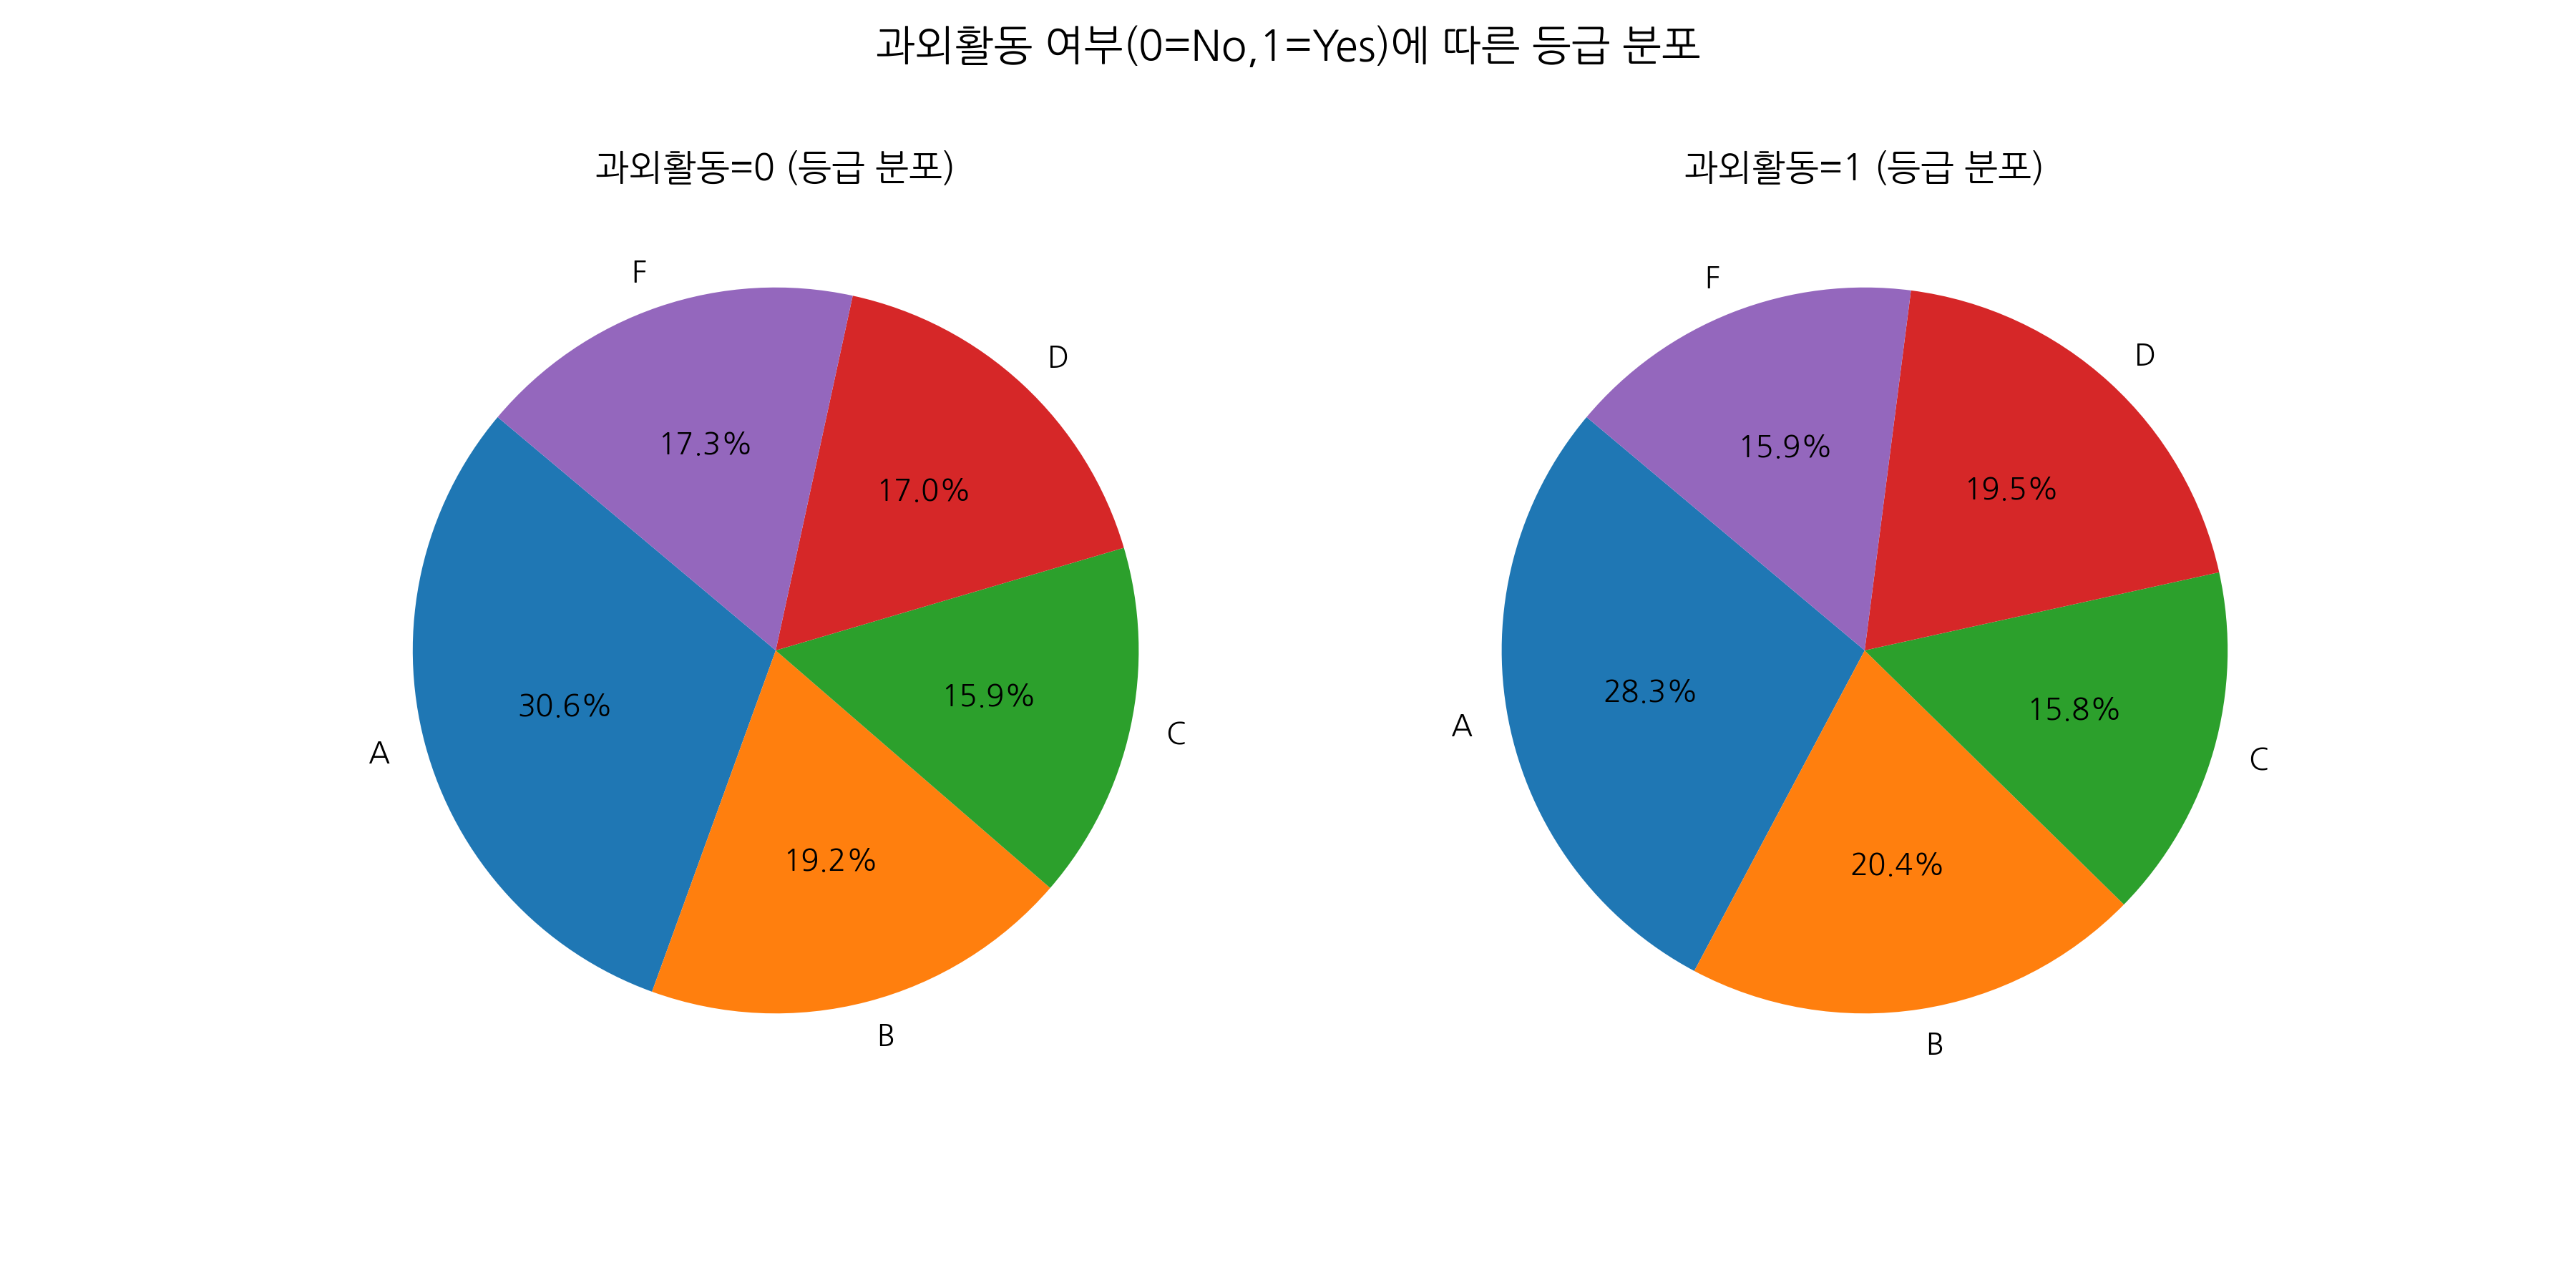 과외활동 여부(0=No,1=Yes)에 따른 등급 분포
과외활동=0 (등급 분포)
F
D
17.3%
17.0%
30.6%
15.9%
A
C
19.2%
B
과외활동=1 (등급 분포)
F
D
15.9%
19.5%
28.3%
15.8%
A
C
20.4%
B